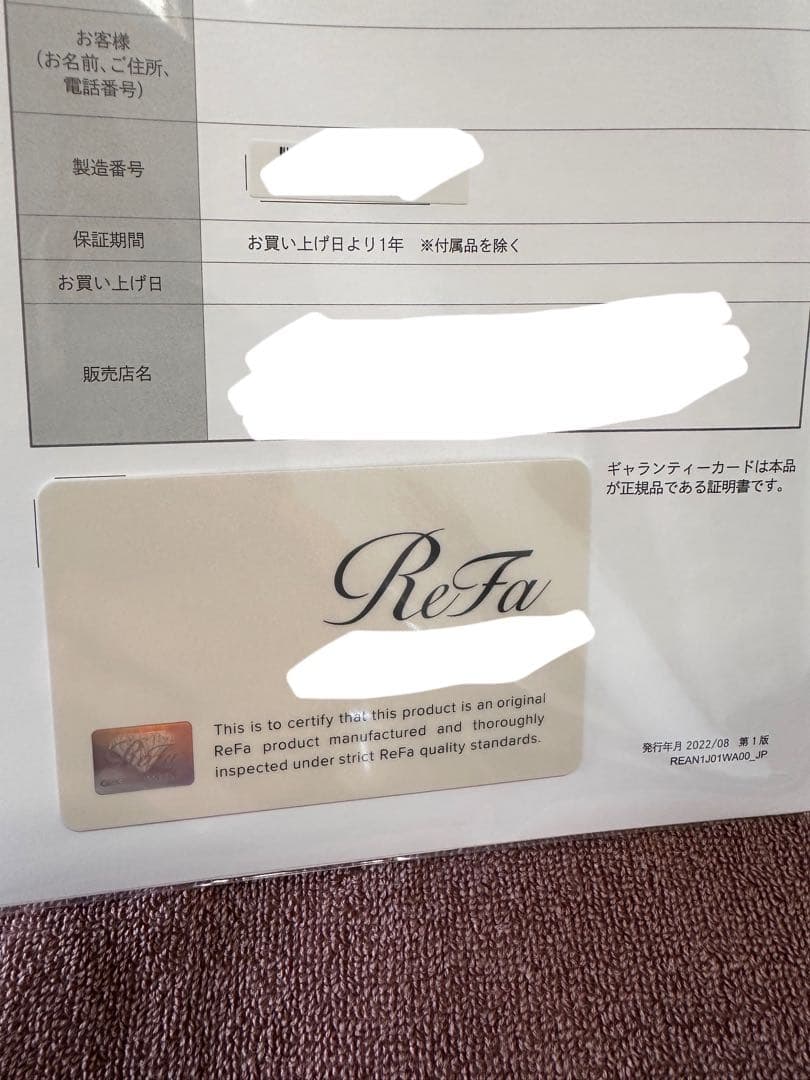 お客様
(お名前、ご住所、
電話番号)
製造番号
保証期間
お買い上げ日より1年 ※付属品を除く
お買い上げ日
販売店名
ギャランティーカードは本品
が正規品である証明書です。
ReFa
This is to certify that this product is an original
ReFa product manufactured and thoroughly
inspected under strict ReFa quality standards.
ReFa
発行年月 2022/08 第1版
REAN1J01WA00_JP